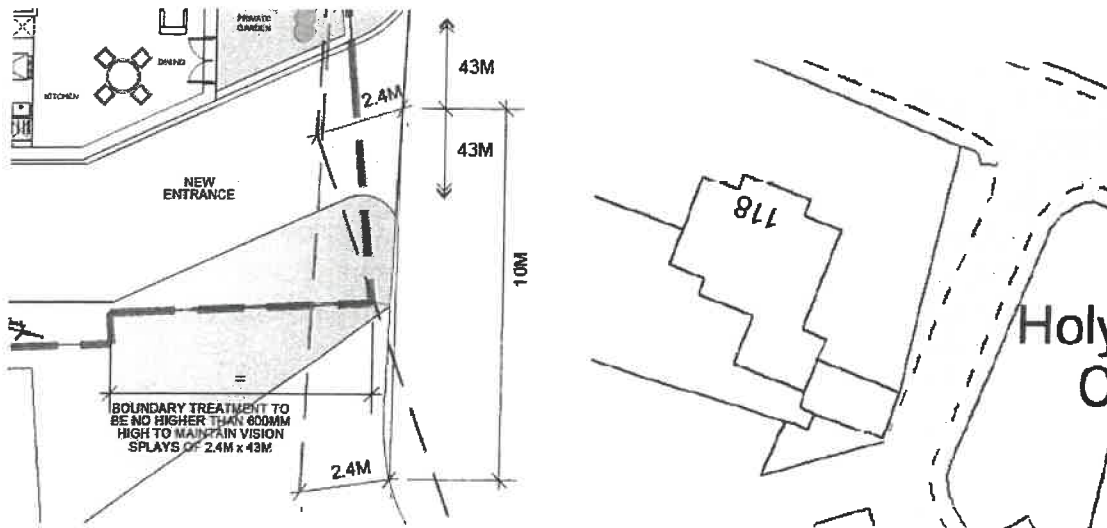 PRIVATE
GARDEN
DINING
KITCHEN
2.4M
43M
43M
NEW
ENTRANCE
10M
=
BOUNDARY TREATMENT TO
BE NO HIGHER THAN 600MM
HIGH TO MAINTAIN VISION
SPLAYS OF 2.4M x 43M
2.4M
118
Holy
C